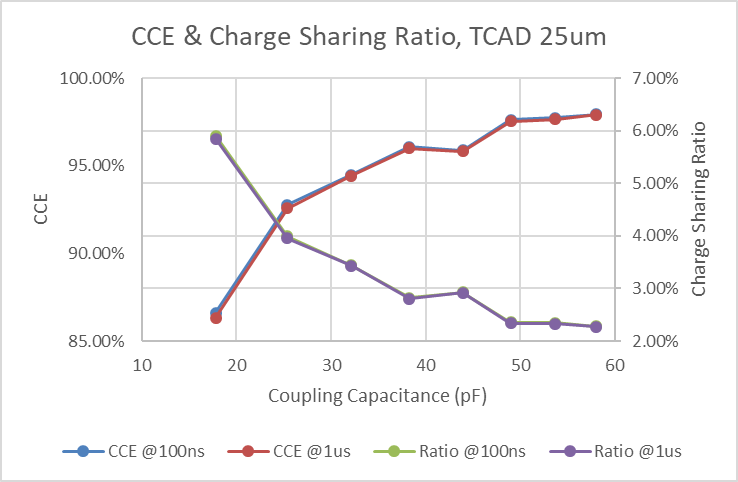 CCE & Charge Sharing Ratio, TCAD 25um
100.00%
95.00%
90.00%
85.00%
CCE
7.00%
6.00%
5.00%
4.00%
3.00%
2.00%
Charge Sharing Ratio
10 20 30 40 50 60
Coupling Capacitance (pF)
CCE @100ns CCE @1us Ratio @100ns Ratio @1us